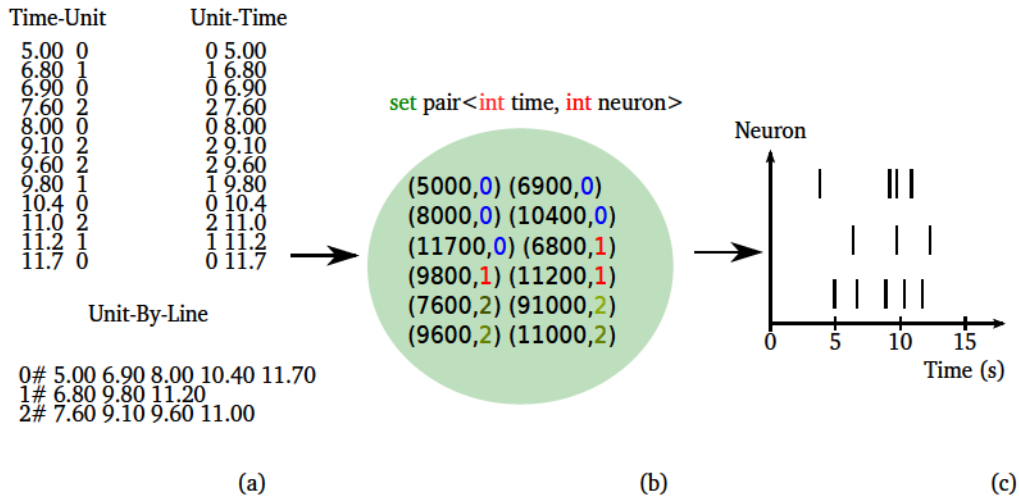 Time-Unit
5.00 0
6.80 1
6.90 0
7.60 2
8.00 0
9.10 2
9.60 2
9.80 1
10.4 0
11.0 2
11.2 1
11.7 0
Unit-Time
0 5.00
1 6.80
0 6.90
2 7.60
0 8.00
2 9.10
2 9.60
1 9.80
0 10.4
2 11.0
1 11.2
0 11.7
Unit-By-Line
0# 5.00 6.90 8.00 10.40 11.70
1# 6.80 9.80 11.20
2# 7.60 9.10 9.60 11.00
(a)
set pair<int time, int neuron>
(5000,0) (6900,0)
(8000,0) (10400,0)
(11700,0) (6800,1)
(9800,1) (11200,1)
(7600,2) (91000,2)
(9600,2) (11000,2)
(b)
Neuron
0 5 10 15
Time (s)
(c)